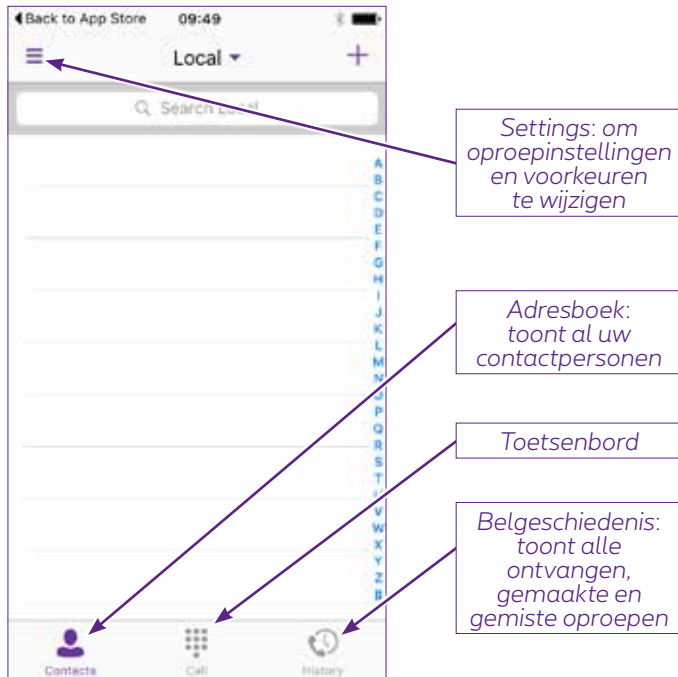 Back to App Store 09:49
Local
Search Local
Settings: om
oproepinstellingen
en voorkeuren
te wijzigen
A
B
C
D
E
F
G
H
I
J
K
L
M
N
O
P
Q
R
S
T
U
V
W
X
Y
Z
#
Adresboek:
toont al uw
contactpersonen
Toetsenbord
Belgeschiedenis:
toont alle
ontvangen,
gemaakte en
gemiste oproepen
Contacts
Call
History